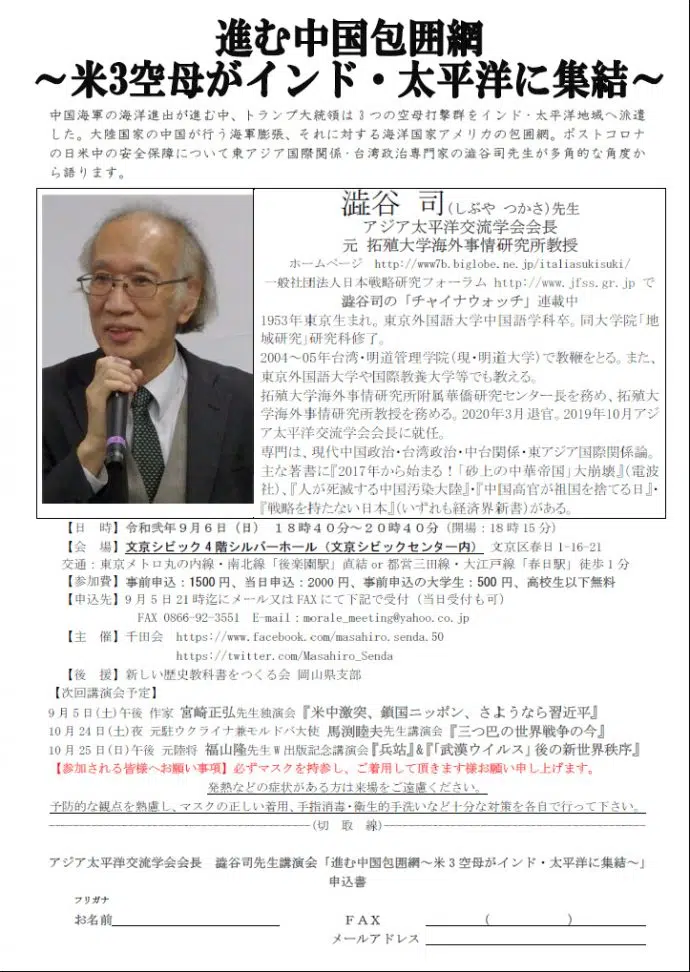 進む中国包囲網
～米3空母がインド・太平洋に集結～
中国海軍の海洋進出が進む中、トランプ大統領は３つの空母打撃群をインド・太平洋地域へ派遣
した。大陸国家の中国が行う海軍膨張、それに対する海洋国家アメリカの包囲網。ポストコロナ
の日米中の安全保障について東アジア国際関係・台湾政治専門家の澁谷司先生が多角的な角度か
ら語ります。
澁谷 司(しぶや つかさ)先生
アジア太平洋交流学会会長
元 拓殖大学海外事情研究所教授
ホームページ http://www7b.biglobe.ne.jp/italiasukisuki/
一般社団法人日本戦略研究フォーラム http://www.jfss.gr.jp で
澁谷司の「チャイナウォッチ」連載中
1953年東京生まれ。東京外国語大学中国語学科卒。同大学院「地
域研究」研究科修了。
2004～05年台湾・明道管理学院(現・明道大学)で教鞭をとる。また、
東京外国語大学や国際教養大学等でも教える。
拓殖大学海外事情研究所附属華僑研究センター長を務め、拓殖大
学海外事情研究所教授を務める。2020年3月退官。2019年10月アジ
ア太平洋交流学会会長に就任。
専門は、現代中国政治・台湾政治・中台関係・東アジア国際関係論。
主な著書に『2017年から始まる！「砂上の中華帝国」大崩壊』(電波
社)、『人が死滅する中国汚染大陸』・『中国高官が祖国を捨てる日』・
『戦略を持たない日本』(いずれも経済界新書)がある。
【日　時】令和弐年９月６日（日）　１８時４０分～２０時４０分（開場：18時15分）
【会　場】文京シビック４階シルバーホール（文京シビックセンター内）　文京区春日1-16-21
交通：東京メトロ丸の内線・南北線「後楽園駅」直結or都営三田線・大江戸線「春日駅」徒歩１分
【参加費】事前申込：1500円、当日申込：2000円、事前申込の大学生：500円、高校生以下無料
【申込先】９月５日21時迄にメール又はFAXにて下記で受付（当日受付も可）
FAX 0866-92-3551　E-mail：morale_meeting@yahoo.co.jp
【主　催】千田会　https://www.facebook.com/masahiro.senda.50
https://twitter.com/Masahiro_Senda
【後　援】新しい歴史教科書をつくる会 岡山県支部
【次回講演会予定】
９月５日(土)午後 作家 宮崎正弘先生独演会『米中激突、鎖国ニッポン、さようなら習近平』
10月24日(土)夜 元駐ウクライナ兼モルドバ大使 馬渕睦夫先生講演会『三つ巴の世界戦争の今』
10月25日(日)午後 元陸将 福山隆先生Ｗ出版記念講演会『兵站』&『「武漢ウイルス」後の新世界秩序』
【参加される皆様へお願い事項】必ずマスクを持参し、ご着用して頂きます様お願い申し上げます。
発熱などの症状がある方は来場をご遠慮ください。
予防的な観点を熟慮し、マスクの正しい着用、手指消毒・衛生的手洗いなど十分な対策を各自で行って下さい。
(切　取　線)
アジア太平洋交流学会会長　澁谷司先生講演会「進む中国包囲網～米３空母がインド・太平洋に集結～」
申込書
フリガナ
お名前　ＦＡＸ　(　)
メールアドレス